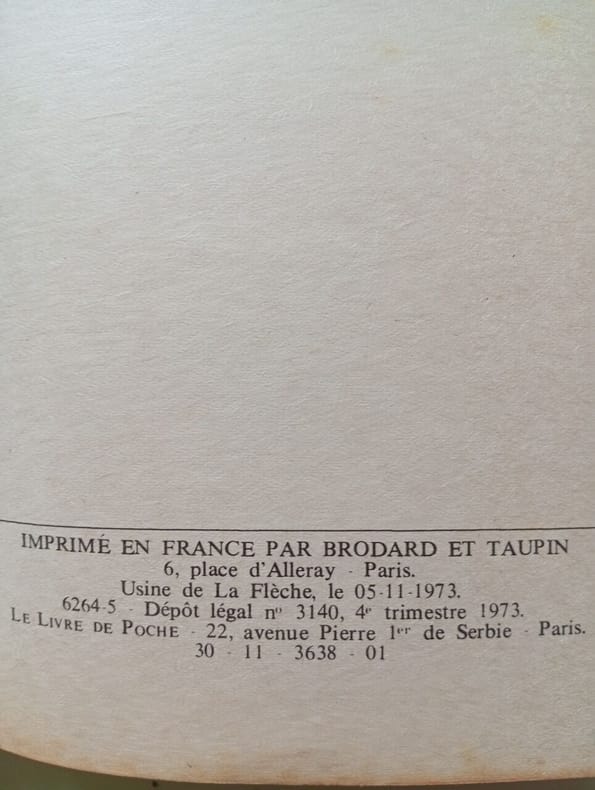 IMPRIMÉ EN FRANCE PAR BRODARD ET TAUPIN
6, place d'Alleray - Paris.
Usine de La Flèche, le 05-11-1973.
6264-5 - Dépôt légal nº 3140, 4ᵉ trimestre 1973.
LE LIVRE DE POCHE - 22, avenue Pierre 1ᵉʳ de Serbie - Paris.
30 - 11 - 3638 - 01